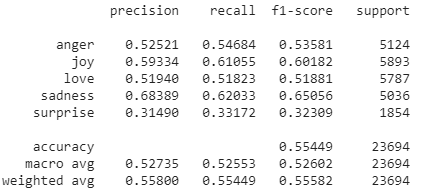 precision recall f1-score support
anger 0.52521 0.54684 0.53581 5124
joy 0.59334 0.61055 0.60182 5893
love 0.51940 0.51823 0.51881 5787
sadness 0.68389 0.62033 0.65056 5036
surprise 0.31490 0.33172 0.32309 1854
accuracy 0.55449 23694
macro avg 0.52735 0.52553 0.52602 23694
weighted avg 0.55800 0.55449 0.55582 23694